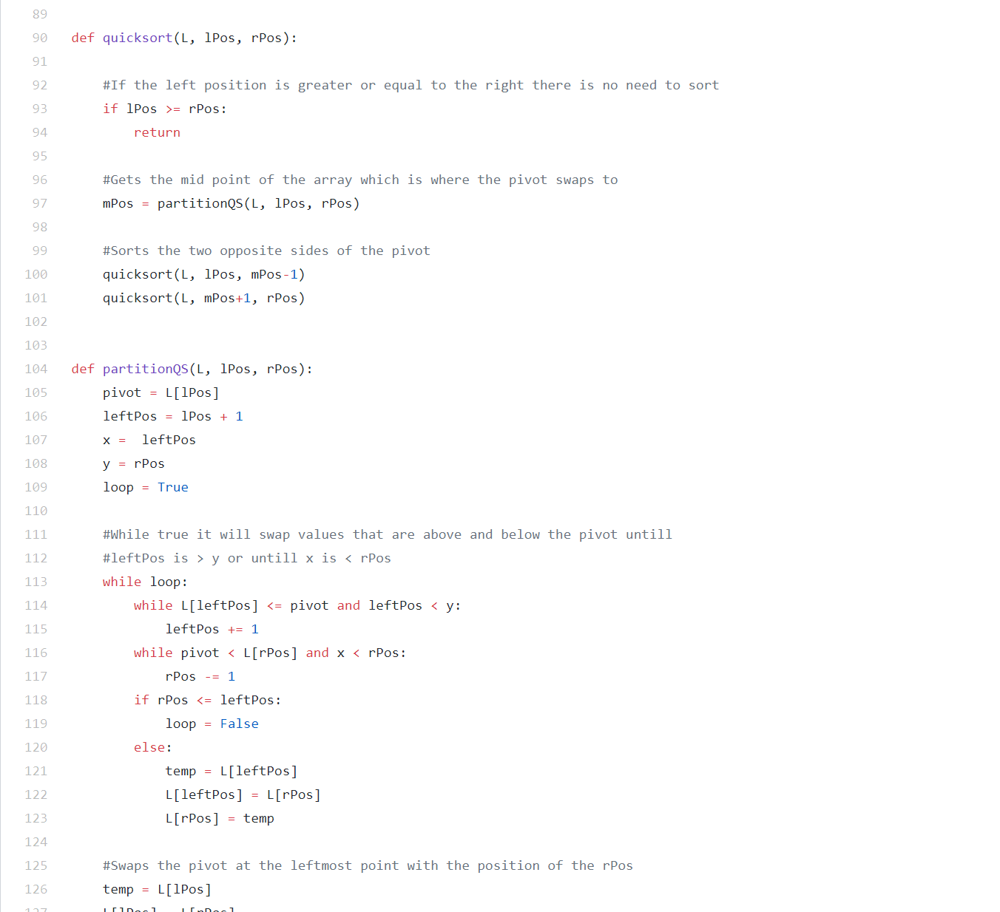 89
90 def quicksort(L, lPos, rPos):
91
92 #If the left position is greater or equal to the right there is no need to sort
93 if lPos >= rPos:
94 return
95
96 #Gets the mid point of the array which is where the pivot swaps to
97 mPos = partitionQS(L, lPos, rPos)
98
99 #Sorts the two opposite sides of the pivot
100 quicksort(L, lPos, mPos-1)
101 quicksort(L, mPos+1, rPos)
102
103
104 def partitionQS(L, lPos, rPos):
105 pivot = L[lPos]
106 leftPos = lPos + 1
107 x =  leftPos
108 y = rPos
109 loop = True
110
111 #While true it will swap values that are above and below the pivot untill
112 #leftPos is > y or untill x is < rPos
113 while loop:
114 while L[leftPos] <= pivot and leftPos < y:
115 leftPos += 1
116 while pivot < L[rPos] and x < rPos:
117 rPos -= 1
118 if rPos <= leftPos:
119 loop = False
120 else:
121 temp = L[leftPos]
122 L[leftPos] = L[rPos]
123 L[rPos] = temp
124
125 #Swaps the pivot at the leftmost point with the position of the rPos
126 temp = L[lPos]
127 L[lPos] = L[rPos]